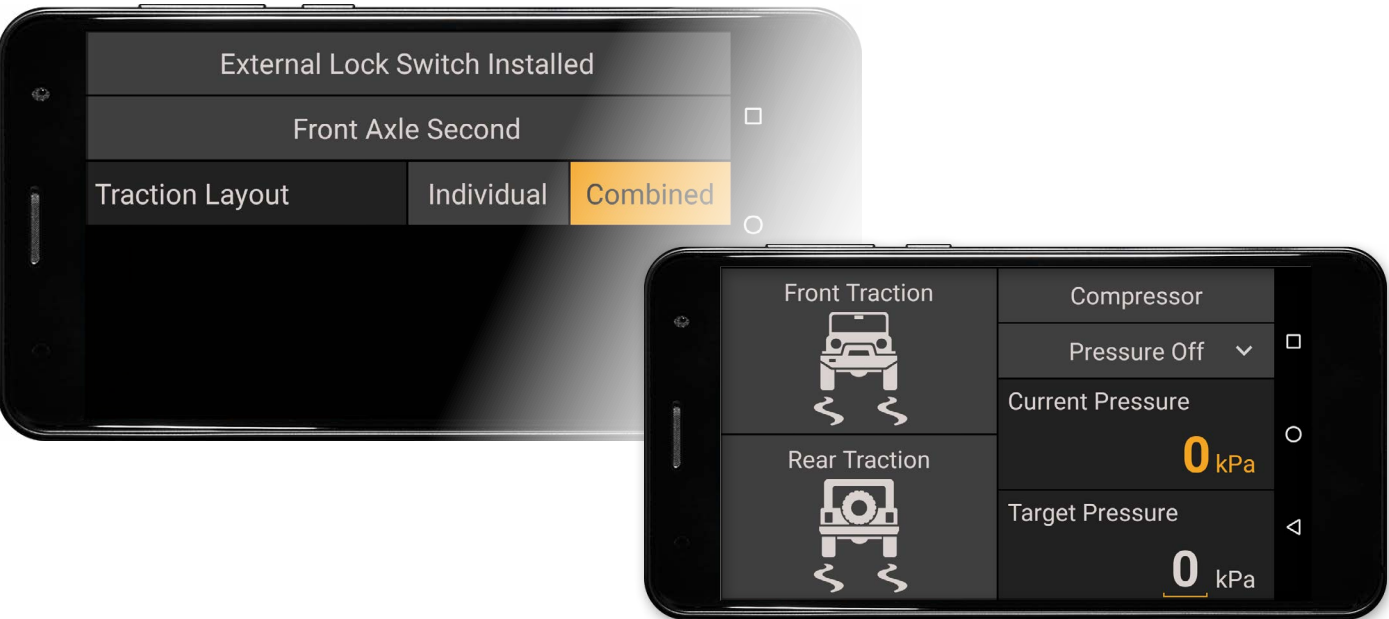 External Lock Switch Installed
Front Axle Second
Traction Layout Individual Combined
Front Traction
Rear Traction
Compressor
Pressure Off
Current Pressure
0 kPa
Target Pressure
0 kPa